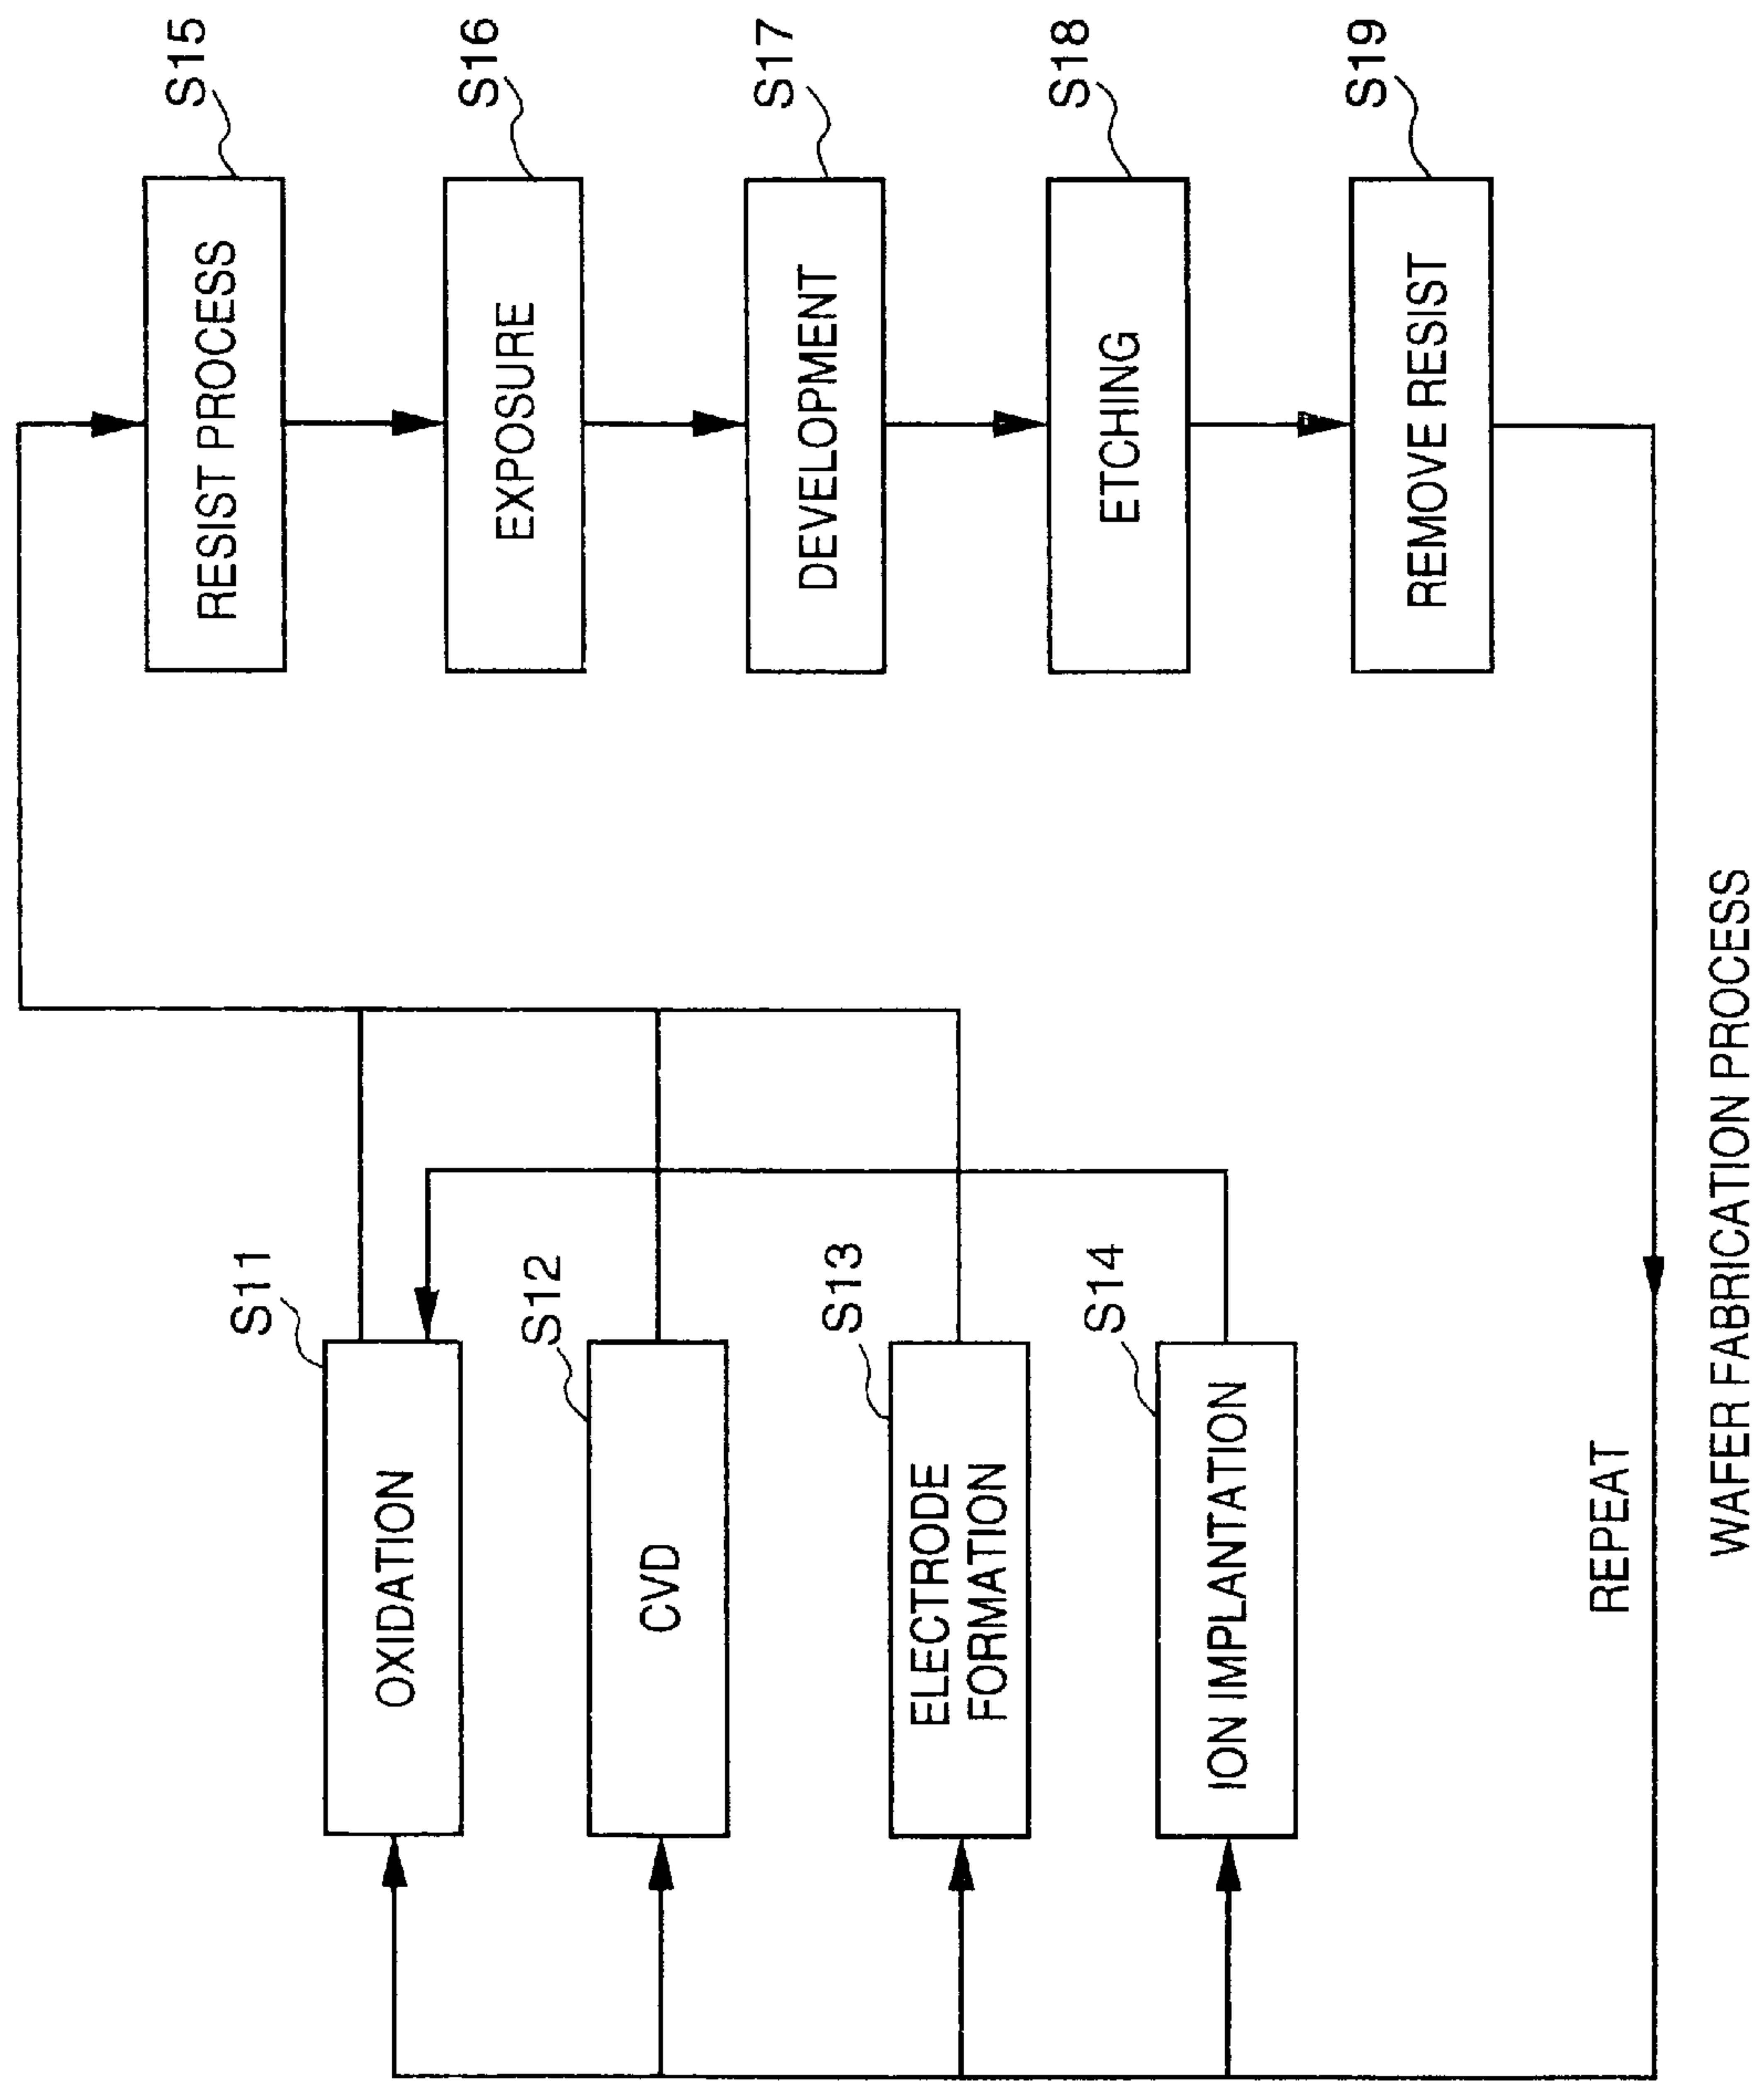 S11
OXIDATION
S12
CVD
S13
ELECTRODE
FORMATION
S14
ION IMPLANTATION
S15
RESIST PROCESS
S16
EXPOSURE
S17
DEVELOPMENT
S18
ETCHING
S19
REMOVE RESIST
REPEAT
WAFER FABRICATION PROCESS